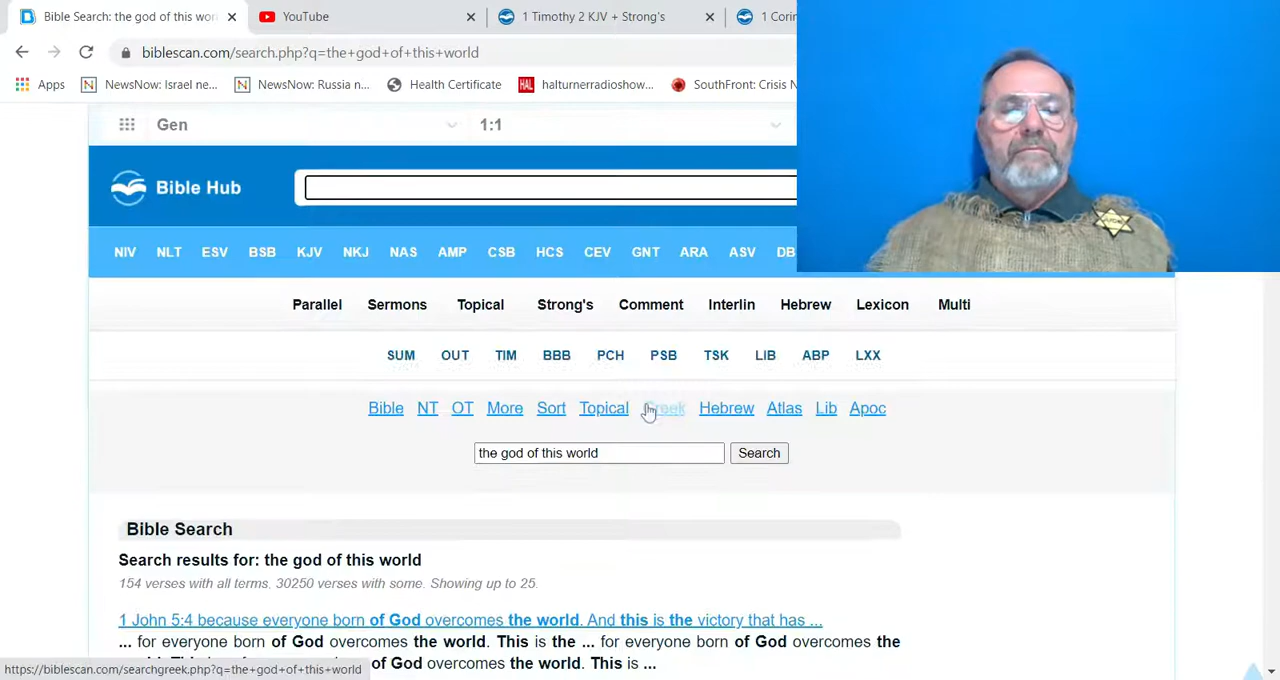 Bible Search: the god of this wor
YouTube
1 Timothy 2 KJV + Strong's
1 Corin
biblescan.com/search.php?q=the+god+of+this+world
Apps
NewsNow: Israel ne...
NewsNow: Russia n...
Health Certificate
HAL
halturnerradioshow...
SouthFront: Crisis N
Gen
1:1
Bible Hub
NIV NLT ESV BSB KJV NKJ NAS AMP CSB HCS CEV GNT ARA ASV DB
Parallel Sermons Topical Strong's Comment Interlin Hebrew Lexicon Multi
SUM OUT TIM BBB PCH PSB TSK LIB ABP LXX
Bible NT OT More Sort Topical Greek Hebrew Atlas Lib Apoc
the god of this world Search
Bible Search
Search results for: the god of this world
154 verses with all terms, 30250 verses with some. Showing up to 25.
1 John 5:4 because everyone born of God overcomes the world. And this is the victory that has ...
... for everyone born of God overcomes the world. This is the ... for everyone born of God overcomes the
of God overcomes the world. This is ...
https://biblescan.com/searchgreek.php?q=the+god+of+this+world